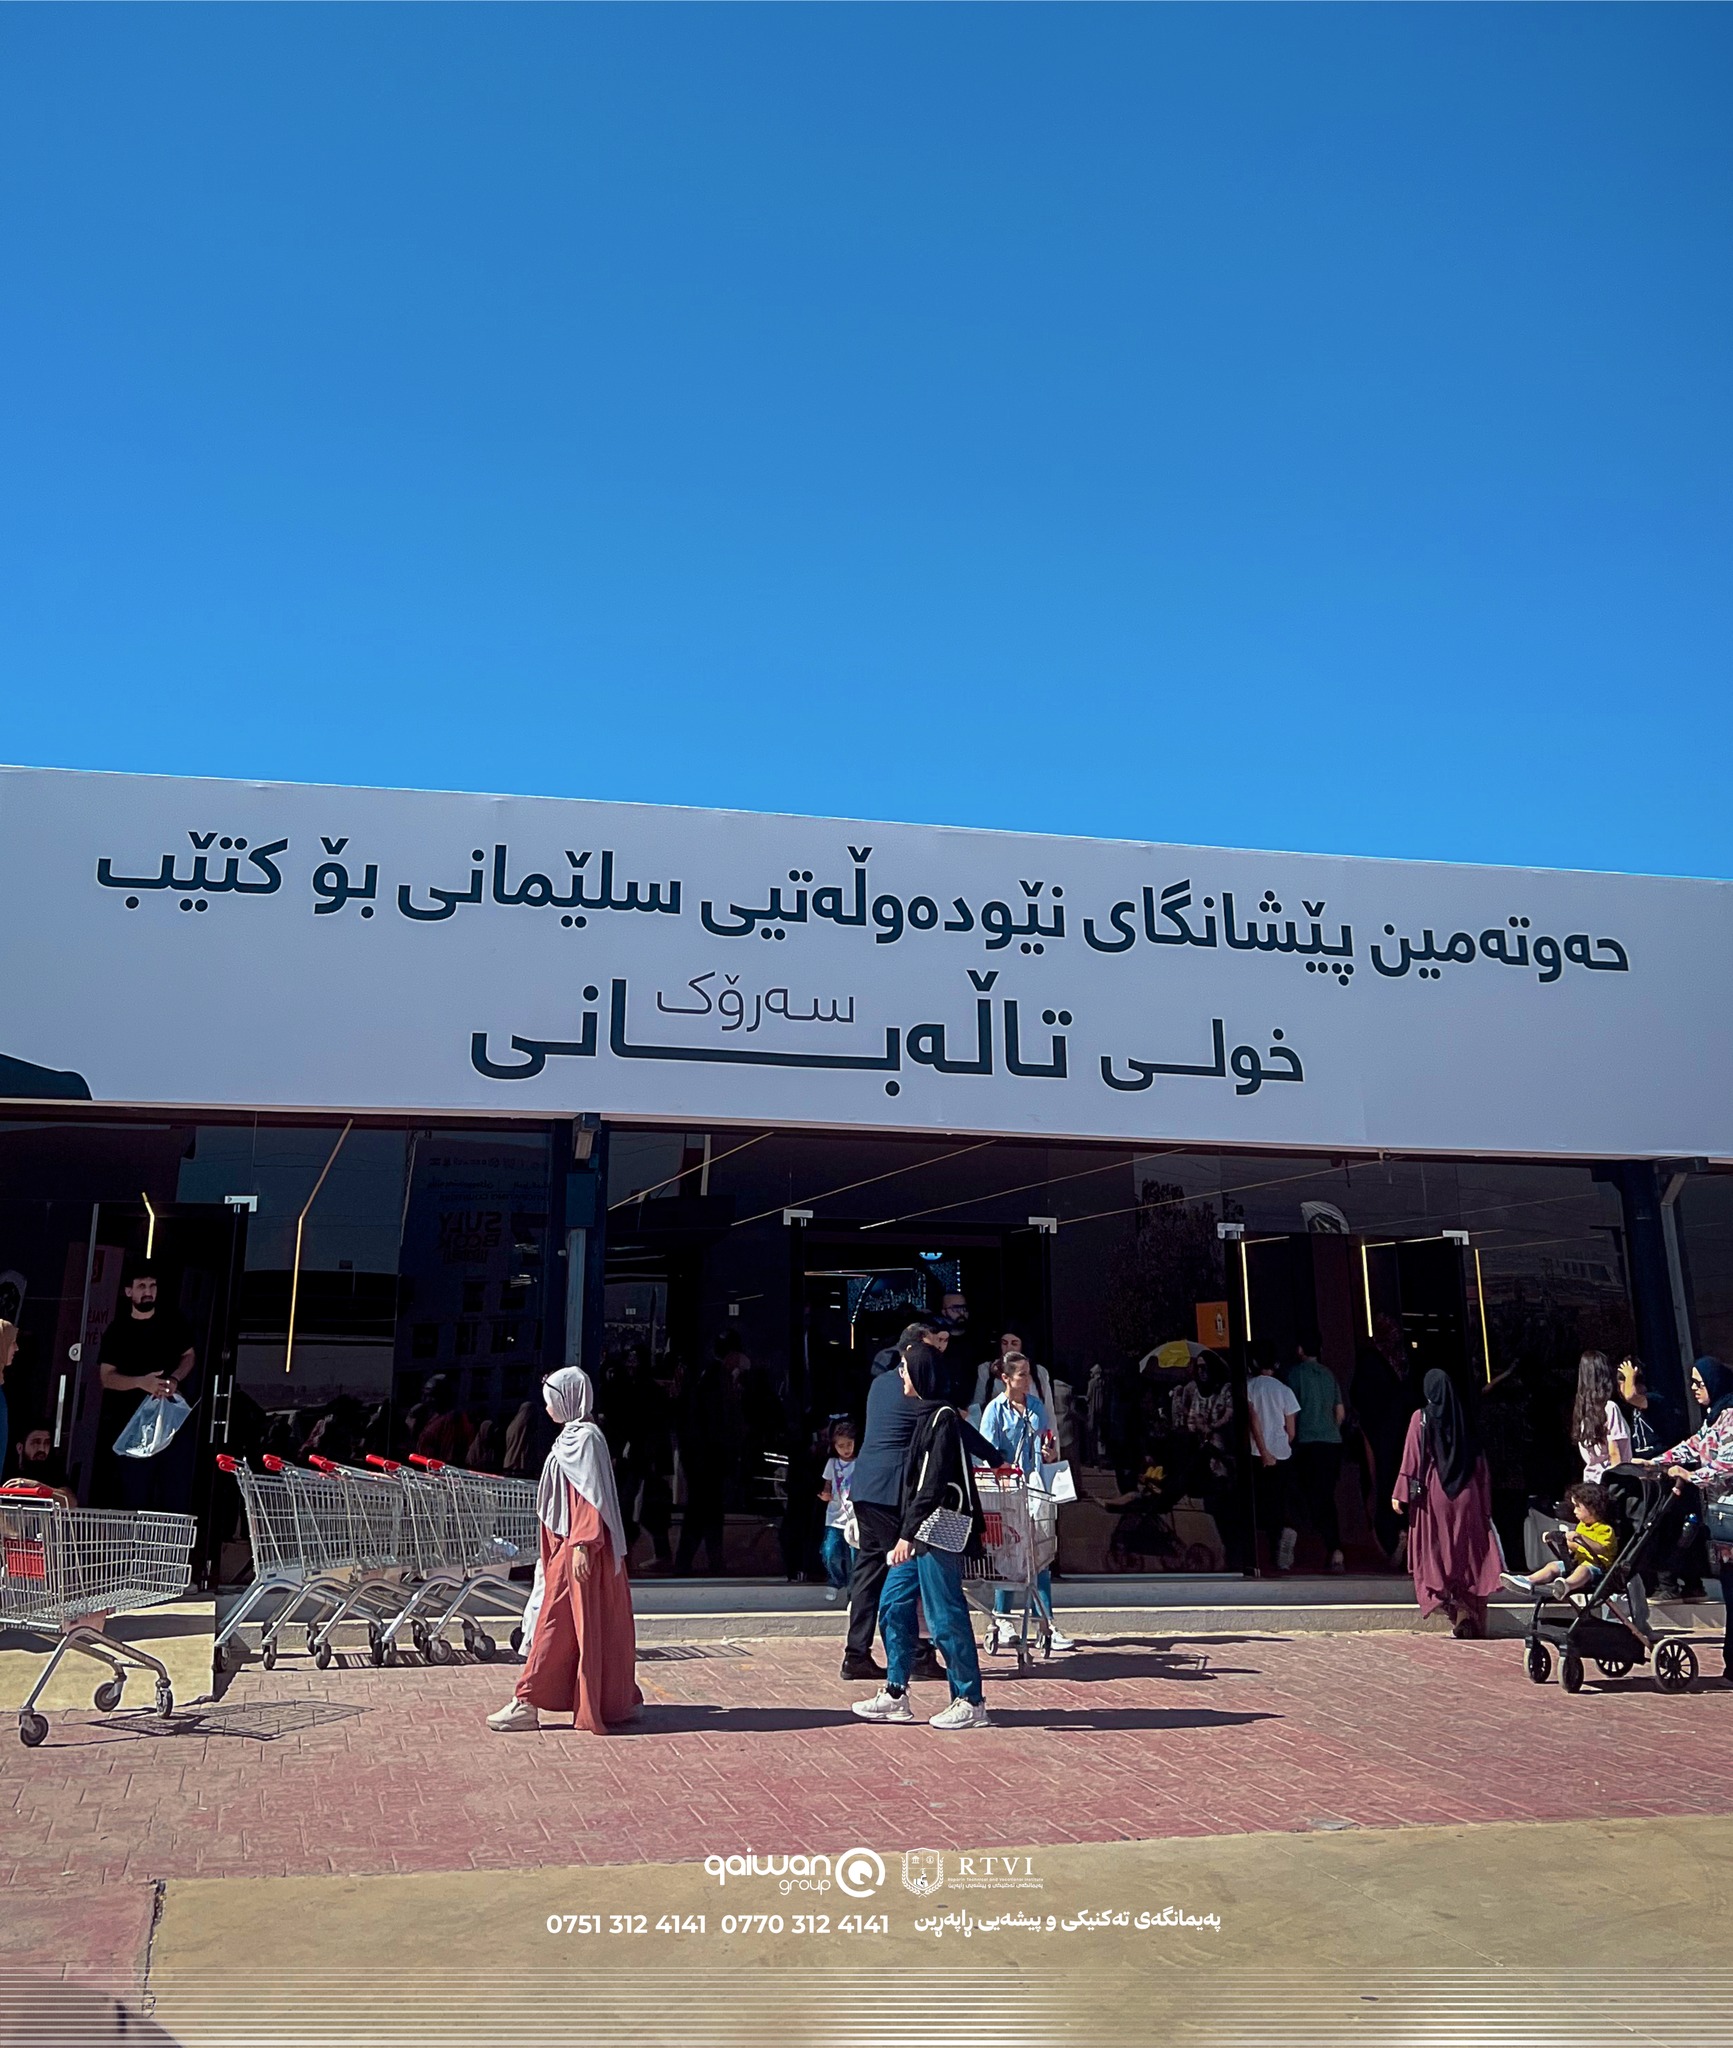 حەوتەمین پێشانگای نێودەوڵەتیی سلێمانی بۆ کتێب
سەرۆک
خولی تاڵەبانی
qaiwan
group
RTVI
0751 312 4141 0770 312 4141
پەیمانگەی تەکنیکی و پیشەیی ڕاپەڕین